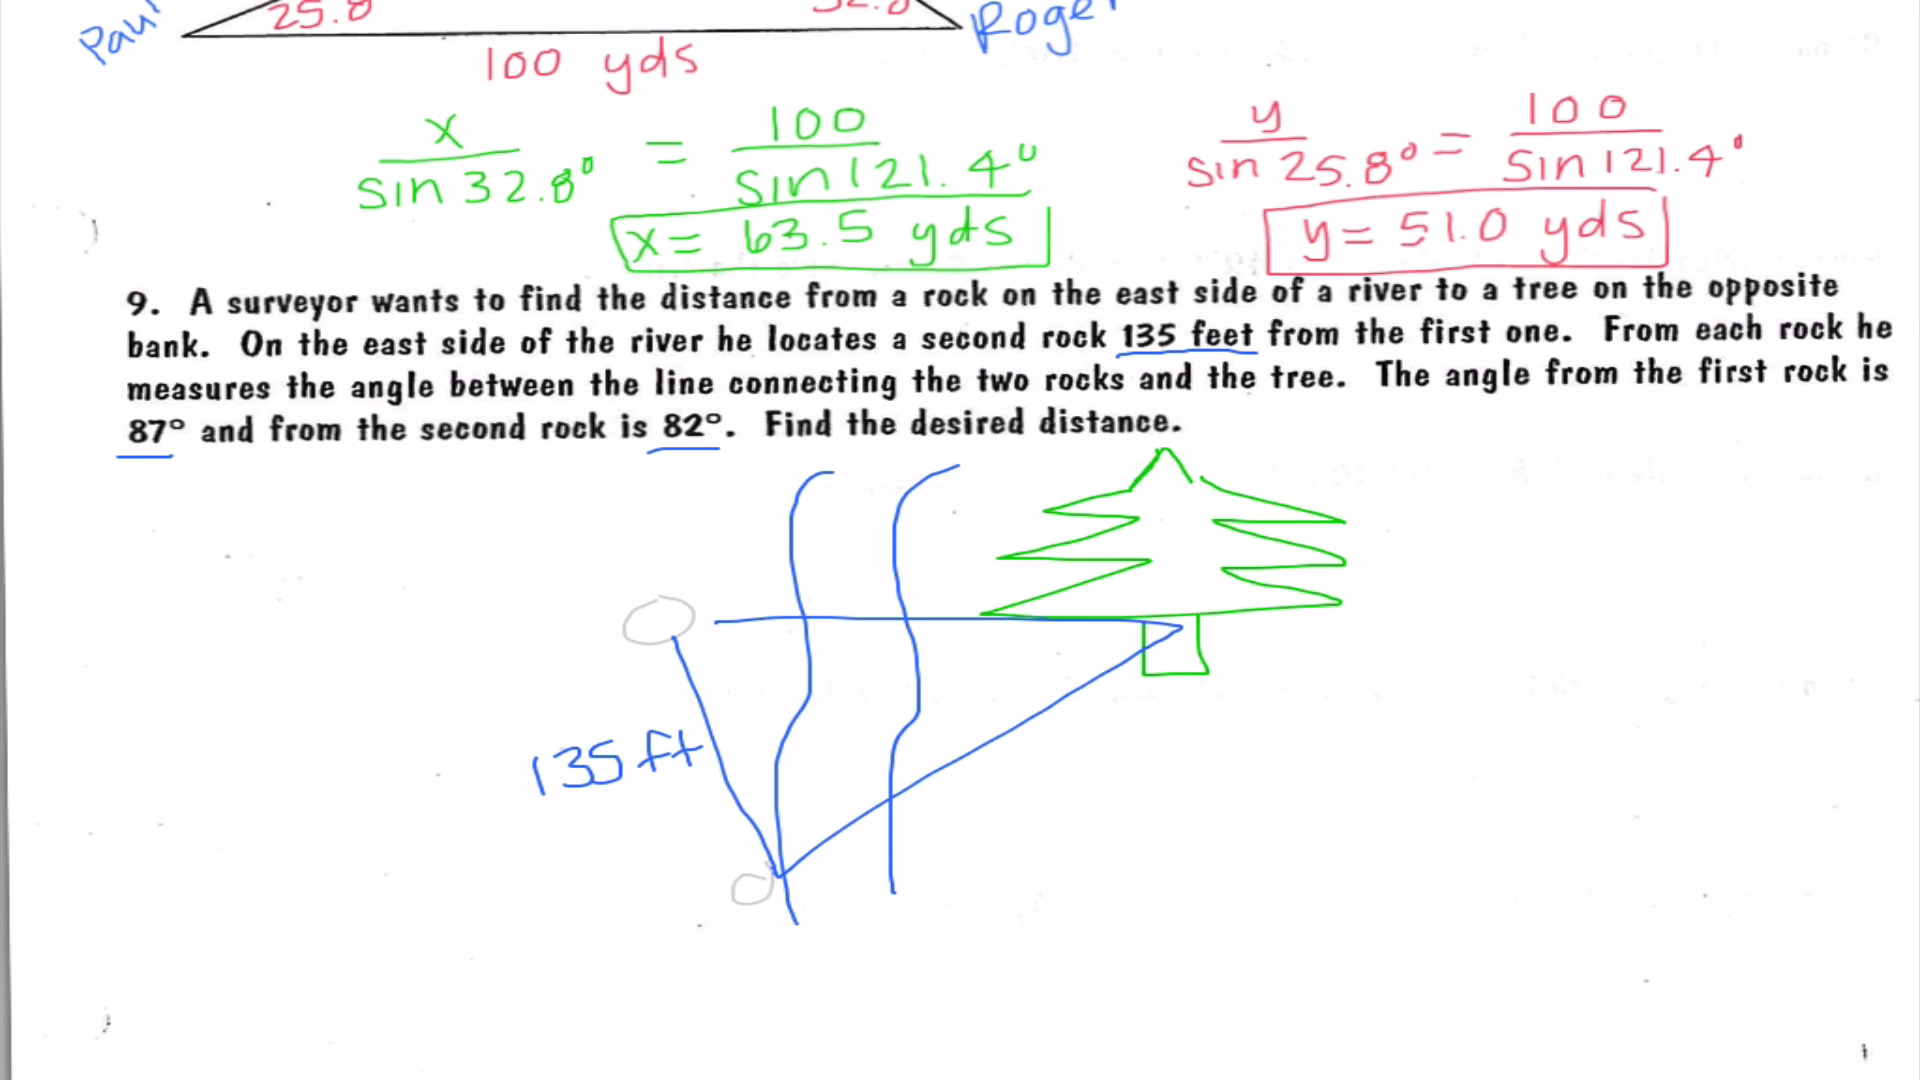 Paul 25.8 32.8 Roger
100 yds
x/sin 32.8° = 100/sin 121.4°
y/sin 25.8° = 100/sin 121.4°
x = 63.5 yds
y = 51.0 yds
9. A surveyor wants to find the distance from a rock on the east side of a river to a tree on the opposite
bank. On the east side of the river he locates a second rock 135 feet from the first one. From each rock he
measures the angle between the line connecting the two rocks and the tree. The angle from the first rock is
87° and from the second rock is 82°. Find the desired distance.
135 ft